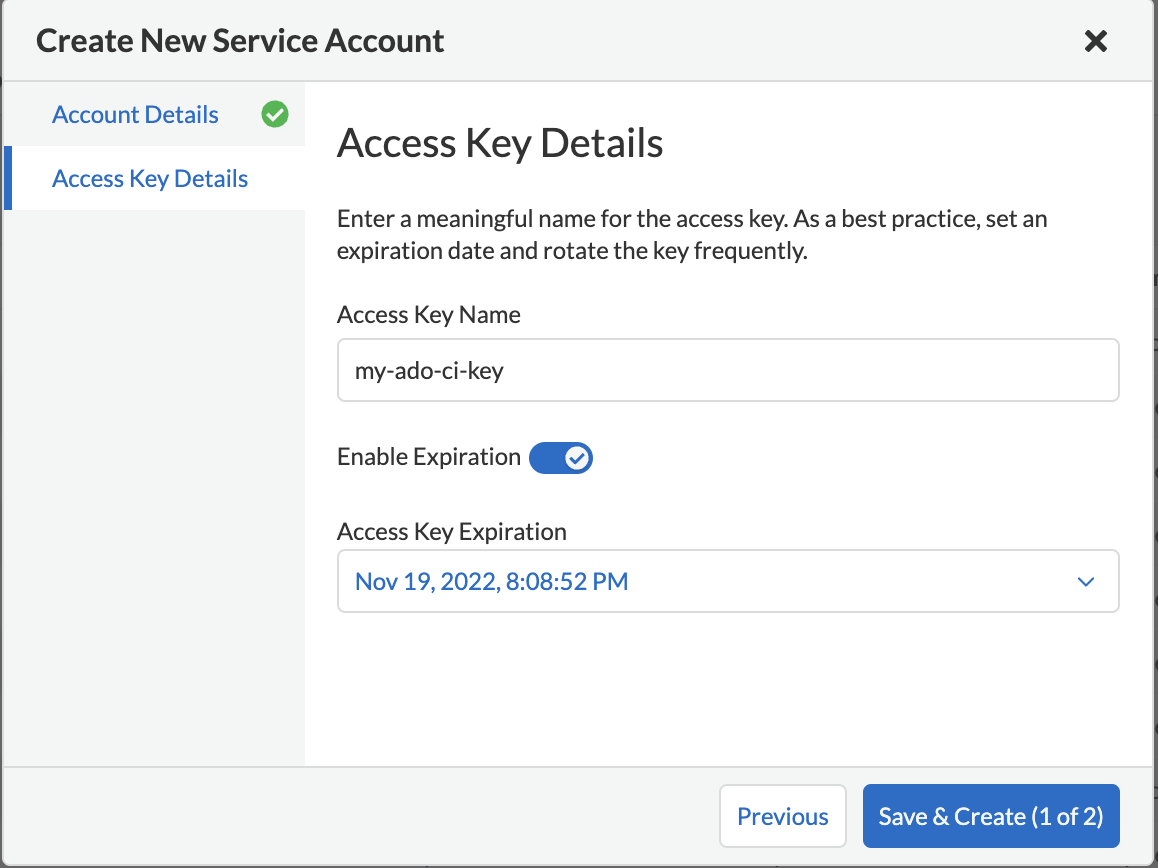 Create New Service Account
Account Details
Access Key Details
Access Key Details
Enter a meaningful name for the access key. As a best practice, set an
expiration date and rotate the key frequently.
Access Key Name
my-ado-ci-key
Enable Expiration
Access Key Expiration
Nov 19, 2022, 8:08:52 PM
Previous
Save & Create (1 of 2)